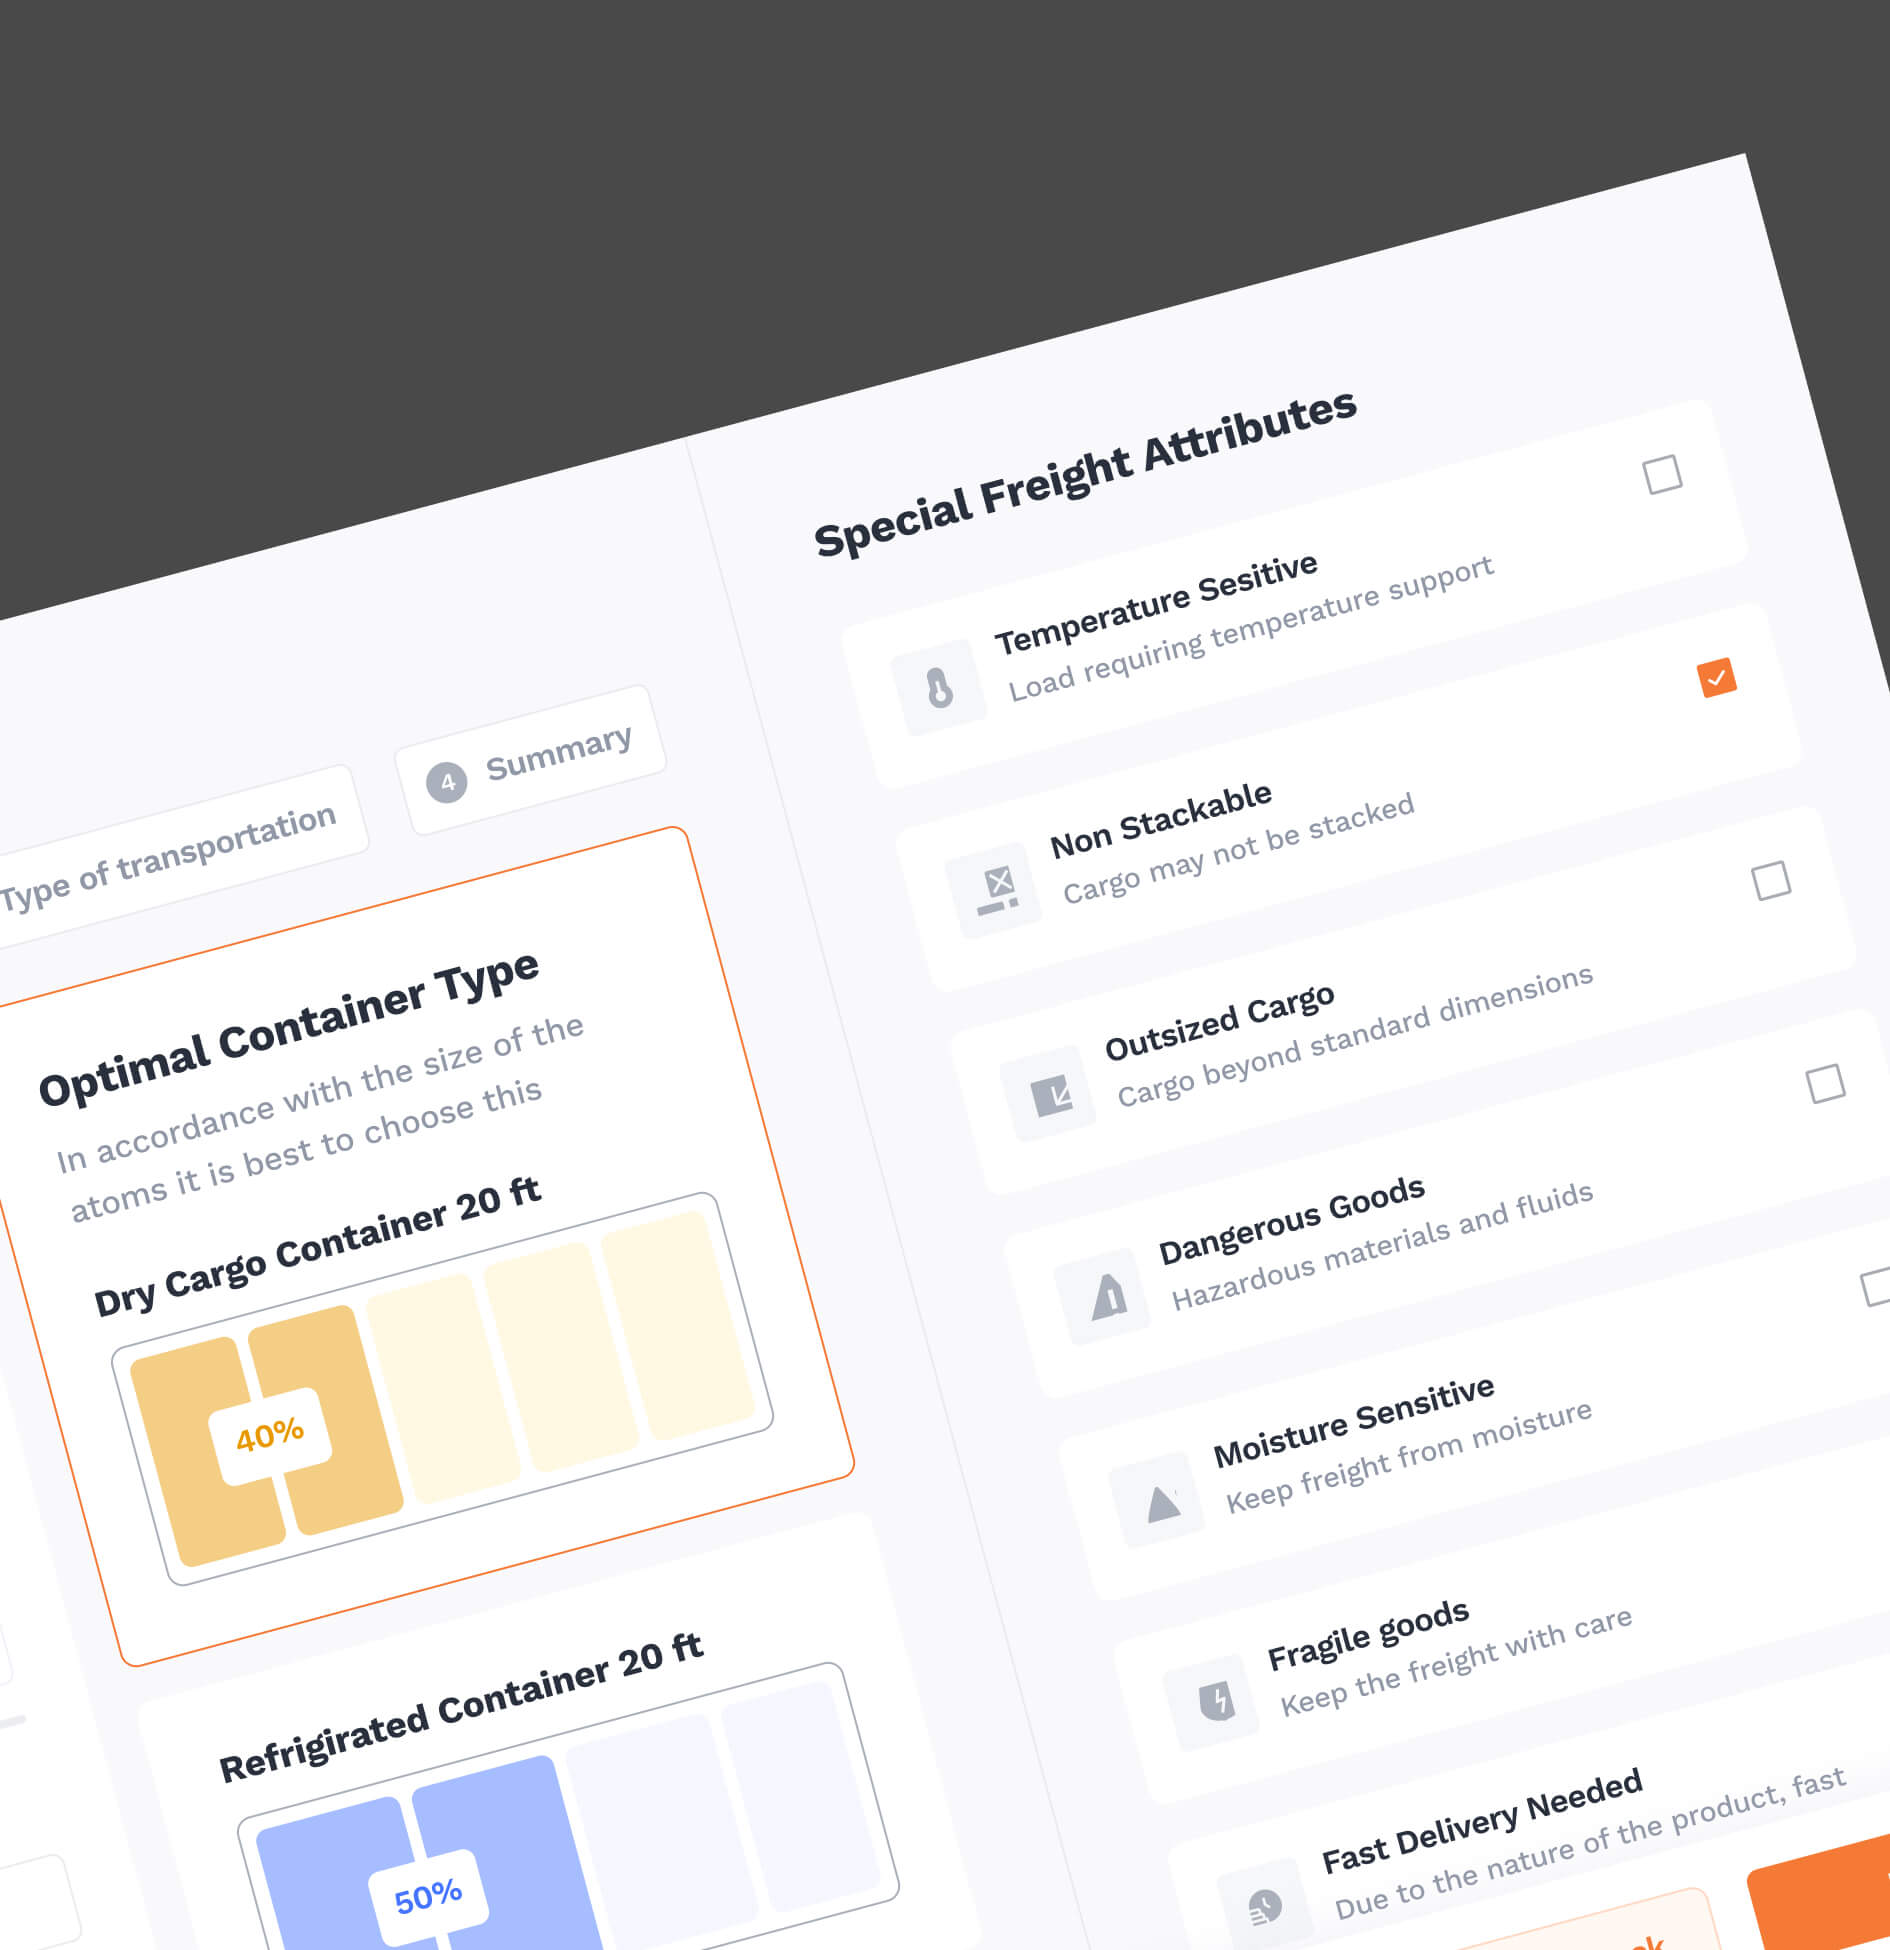 Type of transportation
4 Summary
Optimal Container Type
In accordance with the size of the
atoms it is best to choose this
Dry Cargo Container 20 ft
40%
Refrigirated Container 20 ft
50%
Special Freight Attributes
Temperature Sesitive
Load requiring temperature support
Non Stackable
Cargo may not be stacked
Outsized Cargo
Cargo beyond standard dimensions
Dangerous Goods
Hazardous materials and fluids
Moisture Sensitive
Keep freight from moisture
Fragile goods
Keep the freight with care
Fast Delivery Needed
Due to the nature of the product, fast